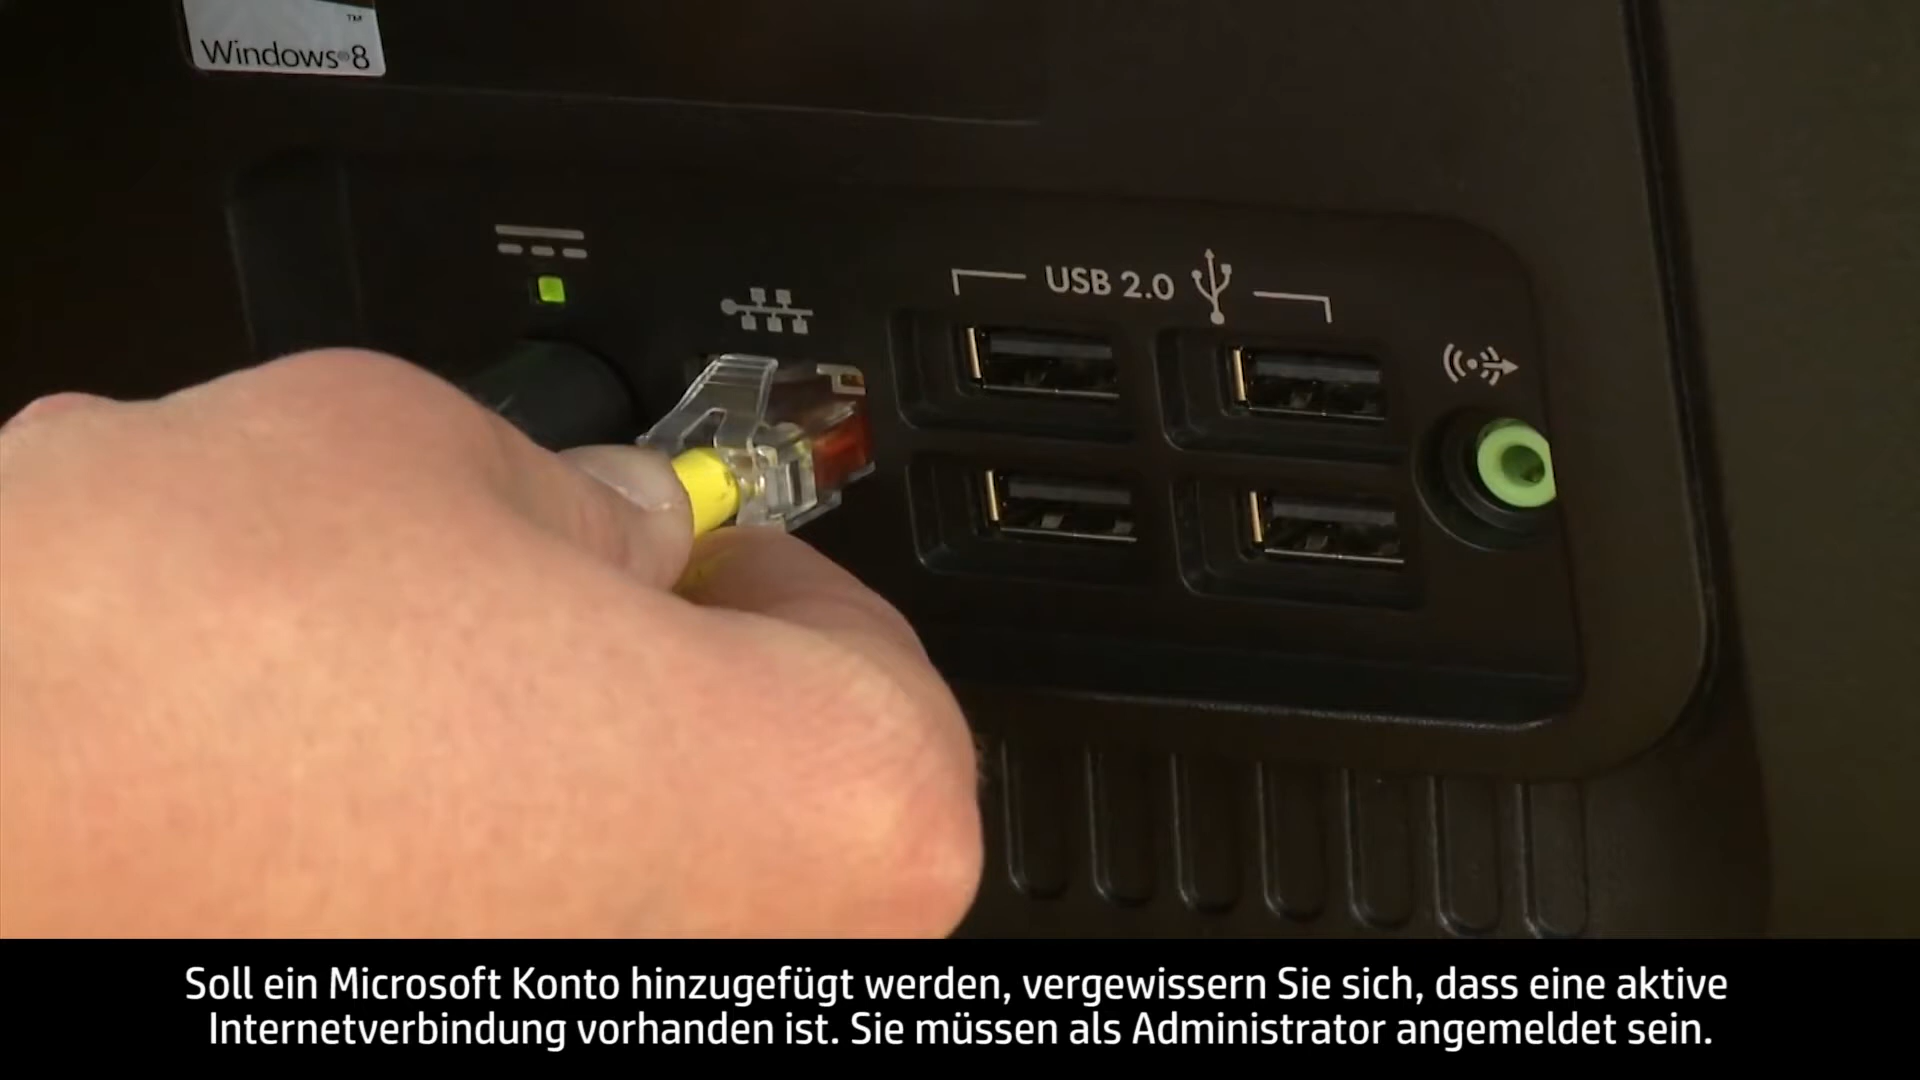 ™
Windows®8
USB 2.0
Soll ein Microsoft Konto hinzugefügt werden, vergewissern Sie sich, dass eine aktive
Internetverbindung vorhanden ist. Sie müssen als Administrator angemeldet sein.